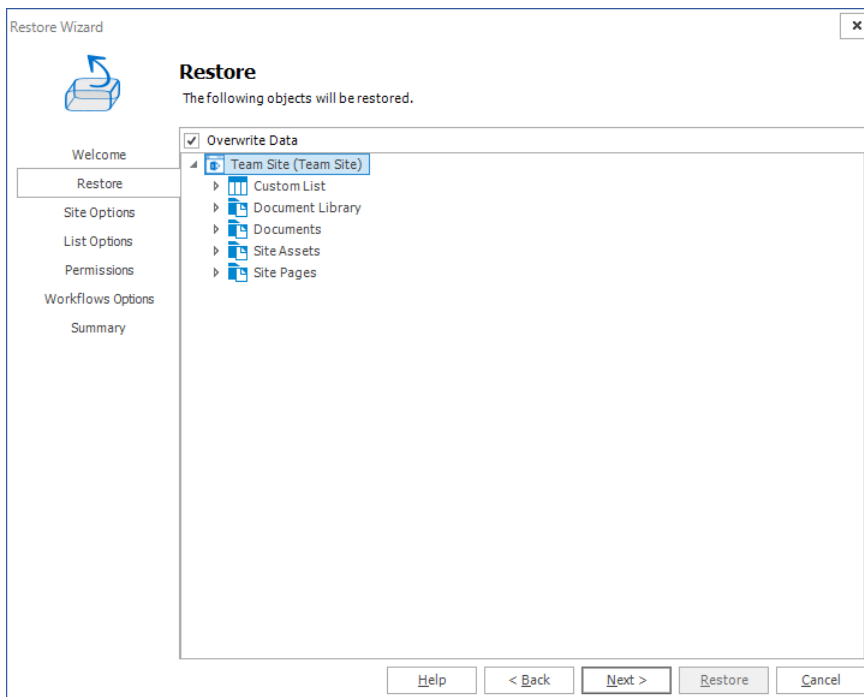 Restore Wizard
Restore
The following objects will be restored.
Welcome
Restore
Site Options
List Options
Permissions
Workflows Options
Summary
Overwrite Data
Team Site (Team Site)
Custom List
Document Library
Documents
Site Assets
Site Pages
Help
< Back
Next >
Restore
Cancel